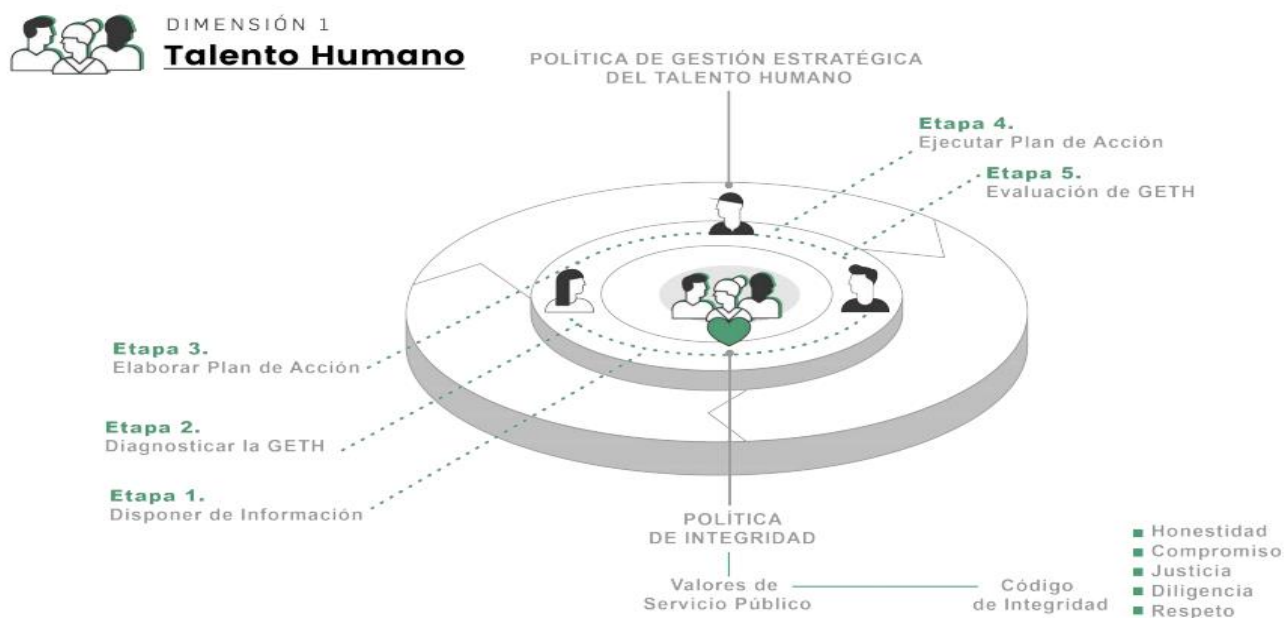 DIMENSIÓN 1
Talento Humano
POLÍTICA DE GESTIÓN ESTRATÉGICA
DEL TALENTO HUMANO
Etapa 4.
Ejecutar Plan de Acción
Etapa 5.
Evaluación de GETH
Etapa 3.
Elaborar Plan de Acción
Etapa 2.
Diagnosticar la GETH
Etapa 1.
Disponer de Información
POLÍTICA
DE INTEGRIDAD
Valores de
Servicio Público
Código
de Integridad
Honestidad
Compromiso
Justicia
Diligencia
Respeto